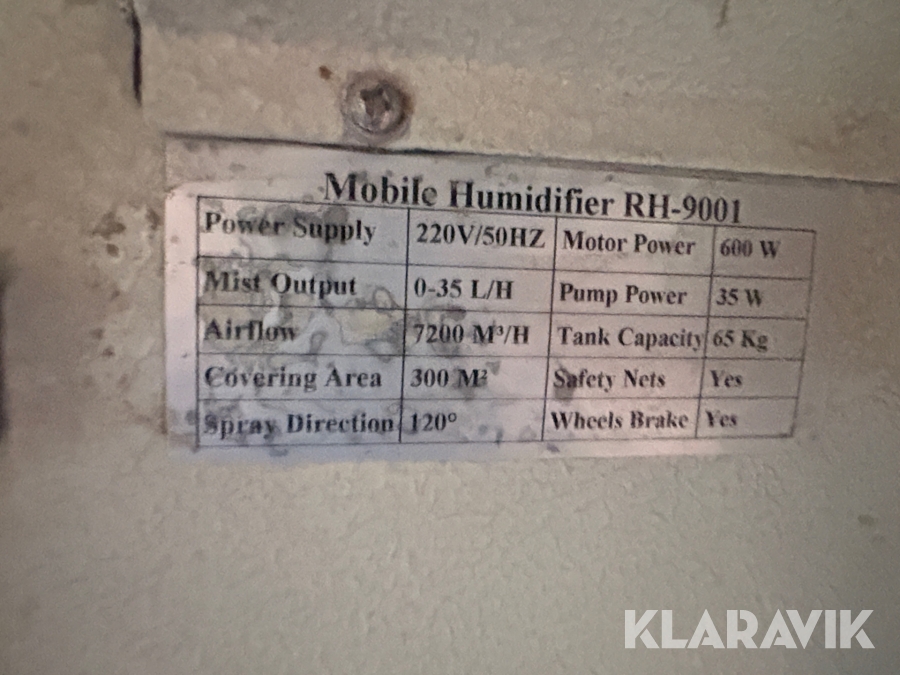 Mobile Humidifier RH-9001
Power Supply 220V/50HZ Motor Power 600 W
Mist Output 0-35 L/H Pump Power 35 W
Airflow 7200 M³/H Tank Capacity 65 Kg
Covering Area 300 M² Safety Nets Yes
Spray Direction 120° Wheels Brake Yes
KLARAVIK